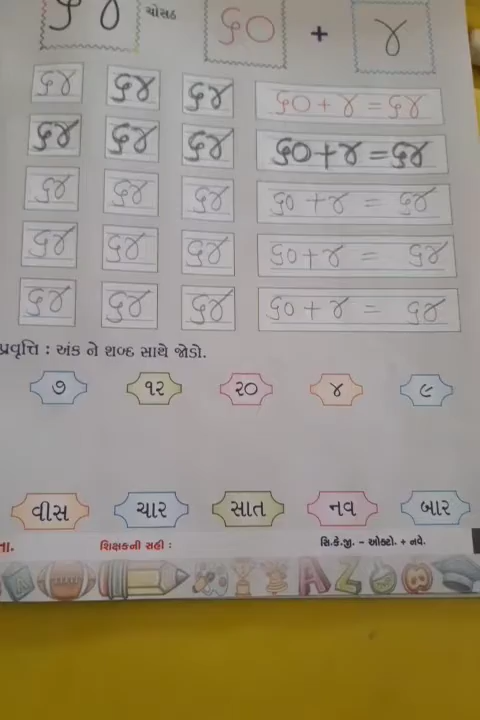 ૬૪ ચોસઠ ૬૦ + ૪
૬૪ ૬૪ ૬૪ ૬૦ + ૪ = ૬૪
૬૪ ૬૪ ૬૪ ૬૦ + ૪ = ૬૪
૬૪ ૬૪ ૬૪ ૬૦ + ૪ = ૬૪
૬૪ ૬૪ ૬૪ ૬૦ + ૪ = ૬૪
૬૪ ૬૪ ૬૪ ૬૦ + ૪ = ૬૪
પ્રવૃત્તિ : અંક ને શબ્દ સાથે જોડો.
૭ ૧૨ ૨૦ ૪ ૯
વીસ ચાર સાત નવ બાર
શિક્ષકની સહી : સિ.કે.જી. - ઓક્ટો. + નવે.
A Z